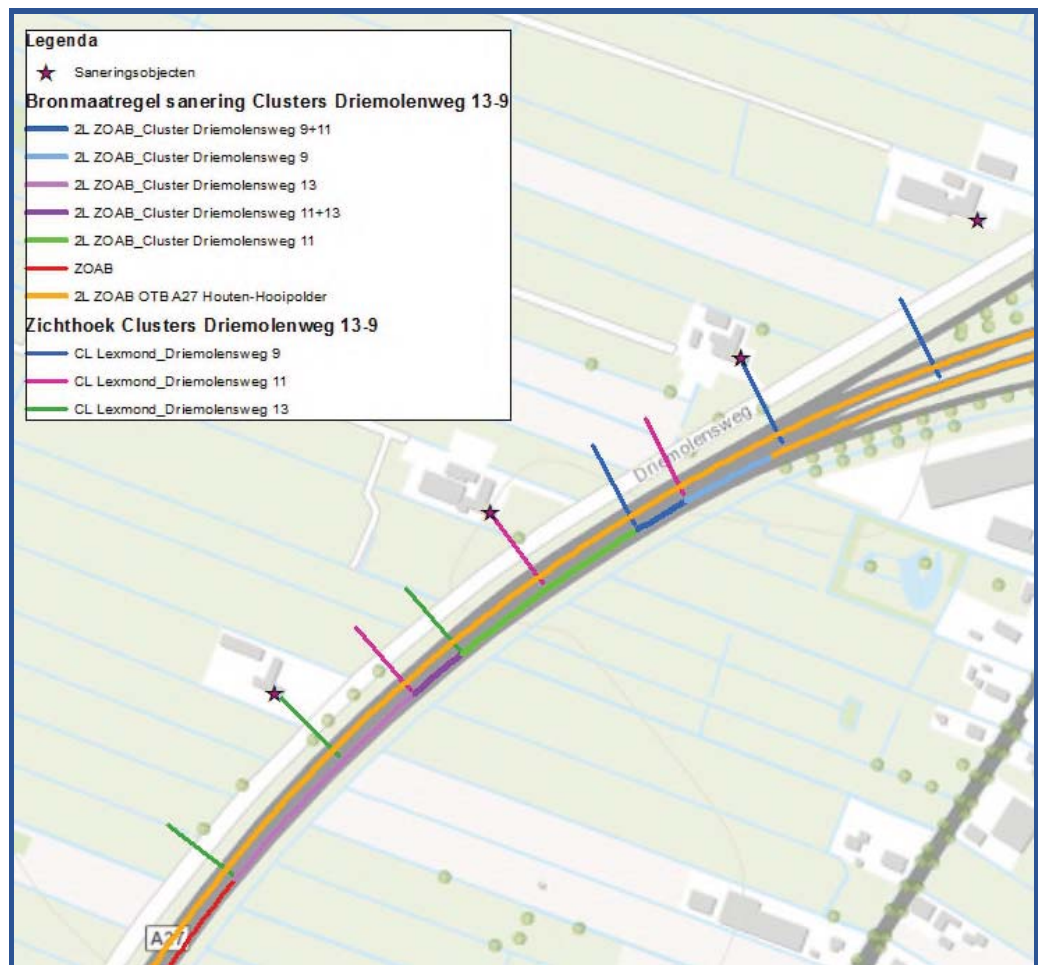 Legenda
Saneringsobjecten
Bronmaatregel sanering Clusters Driemolenweg 13-9
2L ZOAB_Cluster Driemolensweg 9+11
2L ZOAB_Cluster Driemolensweg 9
2L ZOAB_Cluster Driemolensweg 13
2L ZOAB_Cluster Driemolensweg 11+13
2L ZOAB_Cluster Driemolensweg 11
ZOAB
2L ZOAB OTB A27 Houten-Hooipolder
Zichthoek Clusters Driemolenweg 13-9
CL Lexmond_Driemolensweg 9
CL Lexmond_Driemolensweg 11
CL Lexmond_Driemolensweg 13
Driemolensweg
A27